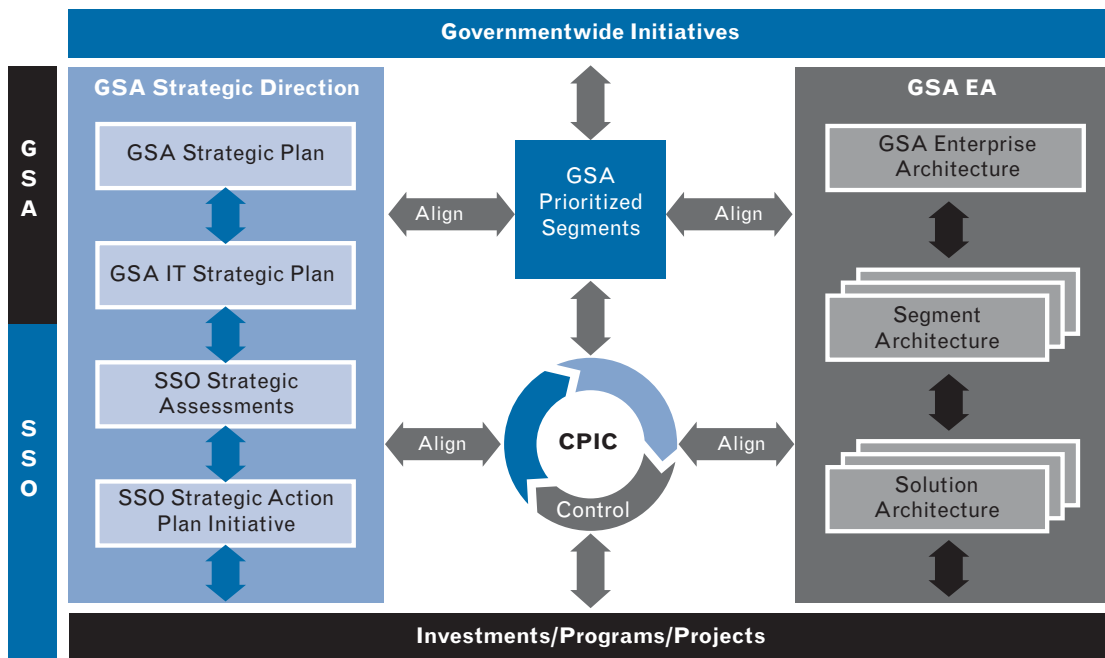 Governmentwide Initiatives
GSA
SSO
GSA Strategic Direction
GSA Strategic Plan
GSA IT Strategic Plan
SSO Strategic
Assessments
SSO Strategic Action
Plan Initiative
Align
GSA
Prioritized
Segments
Align
Align
CPIC
Control
Align
GSA EA
GSA Enterprise
Architecture
Segment
Architecture
Solution
Architecture
Investments/Programs/Projects